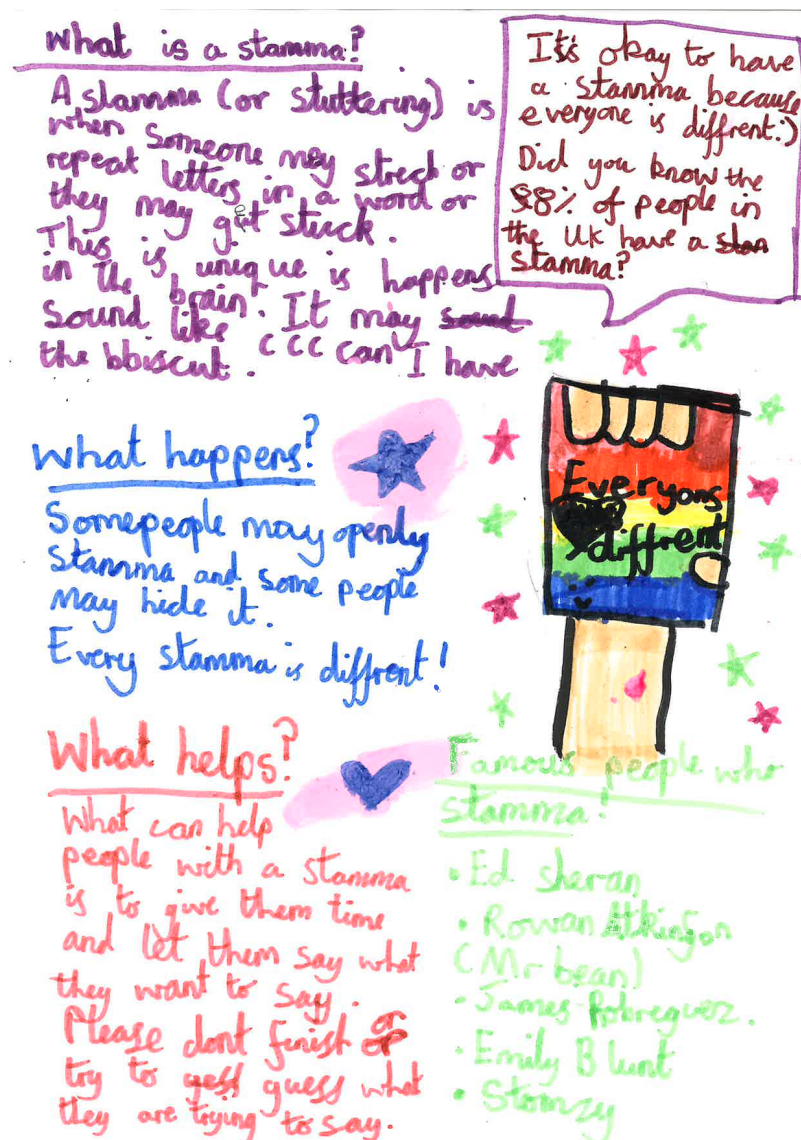 What is a stamma?
A stamma (or stuttering) is
when someone may strech or
repeat letters in a word or
they may get stuck.
This is unique is happens
in the brain. It may sound
sound like "c c c can I have
the bbiscut.
It's okay to have
a stamma because
everyone is diffrent:)
Did you know the
8% of people in
the UK have a stam
stamma?
What happens?
Somepeople may openly
stamma and some people
may hide it.
Every stamma is diffrent!
Everyons
diffrent
What helps?
What can help
people with a stamma
is to give them time
and let them say what
they want to say.
Please dont finish or
try to gess guess what
they are trying to say.
Famous people who
stamma!
• Ed sheran
• Rowan Atkinson
(Mr bean)
• James Robreguez.
• Emily Blunt
• Stomzy